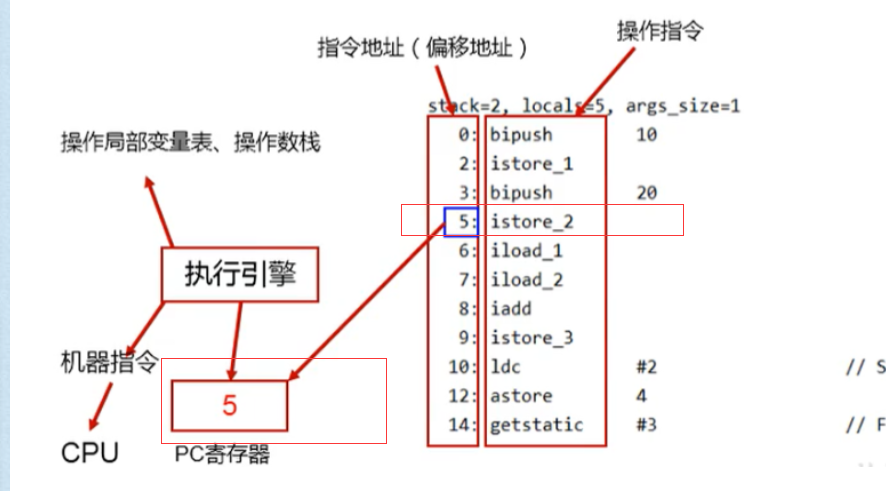 指令地址（偏移地址）
操作指令
stack=2, locals=5, args_size=1
操作局部变量表、操作数栈
0: bipush 10
2: istore_1
3: bipush 20
5: istore_2
6: iload_1
7: iload_2
8: iadd
9: istore_3
10: ldc #2 // S
12: astore 4
14: getstatic #3 // F
执行引擎
机器指令
5
CPU
PC寄存器